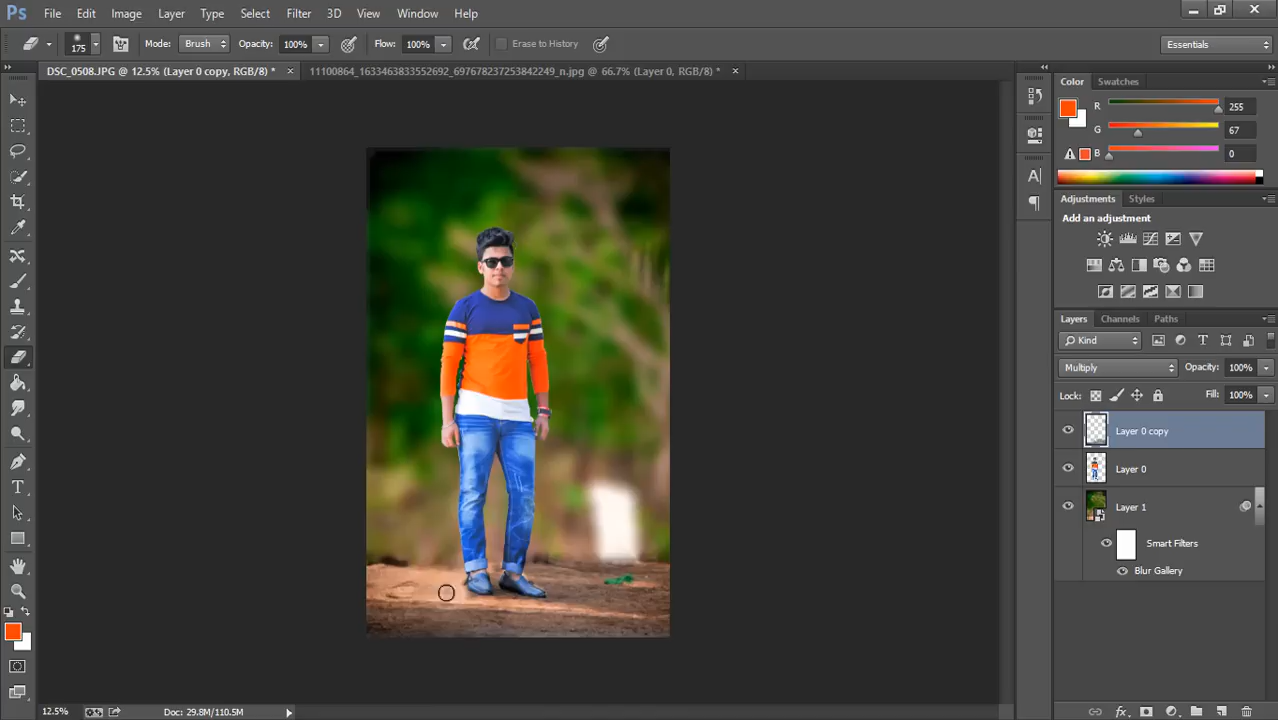 Ps File Edit Image Layer Type Select Filter 3D View Window Help
175 Mode: Brush Opacity: 100% Flow: 100% Erase to History Essentials
DSC_0508.JPG @ 12.5% (Layer 0 copy, RGB/8) * × 11100864_1633463833552692_697678237253842249_n.jpg @ 66.7% (Layer 0, RGB/8) * ×
Color Swatches
R 255
G 67
B 0
Adjustments Styles
Add an adjustment
Layers Channels Paths
Kind
Multiply Opacity: 100%
Lock: Fill: 100%
Layer 0 copy
Layer 0
Layer 1
Smart Filters
Blur Gallery
12.5% Doc: 29.8M/110.5M